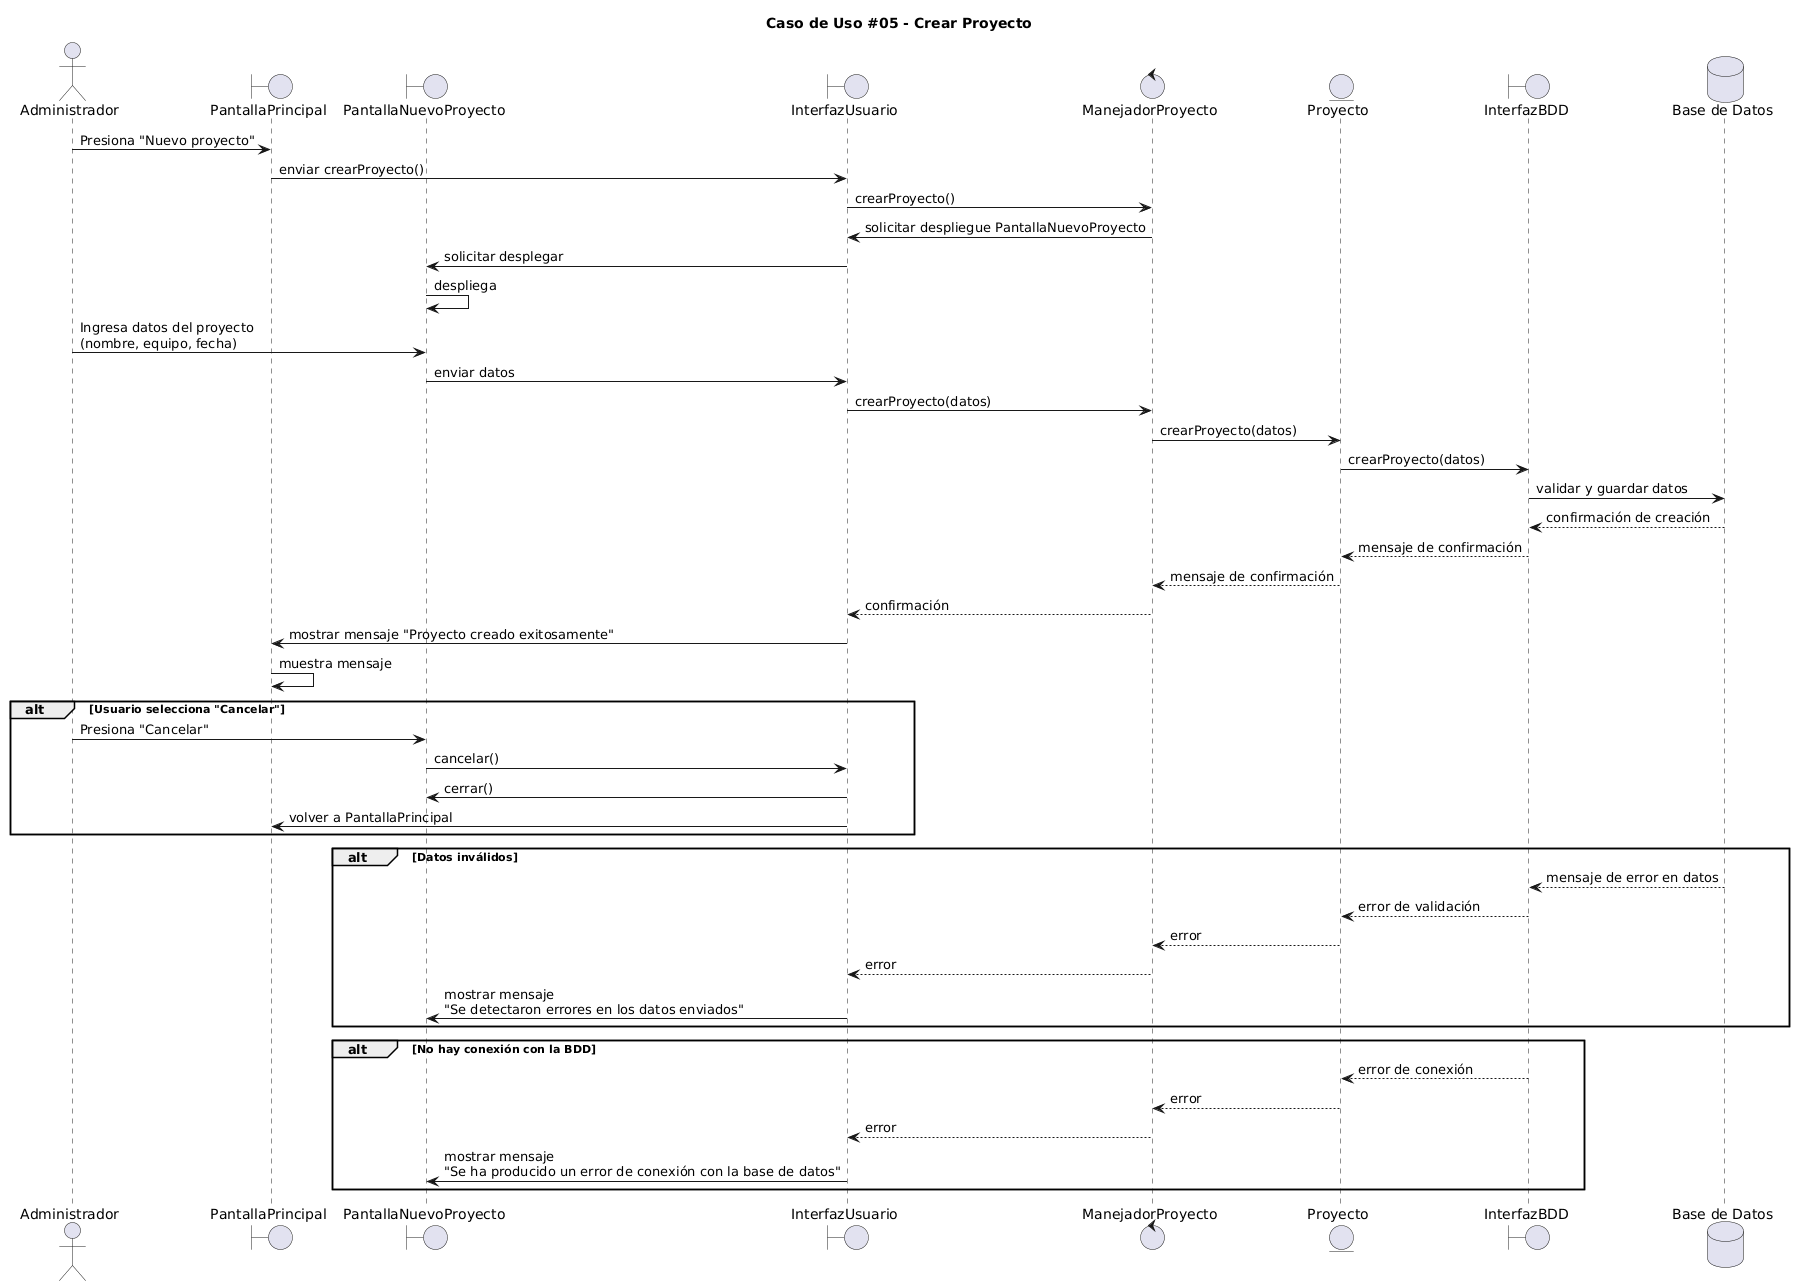 Caso de Uso #05 - Crear Proyecto
Administrador
PantallaPrincipal
PantallaNuevoProyecto
InterfazUsuario
ManejadorProyecto
Proyecto
InterfazBDD
Base de Datos
Presiona "Nuevo proyecto"
enviar crearProyecto()
crearProyecto()
solicitar despliegue PantallaNuevoProyecto
solicitar desplegar
despliega
Ingresa datos del proyecto
(nombre, equipo, fecha)
enviar datos
crearProyecto(datos)
crearProyecto(datos)
crearProyecto(datos)
validar y guardar datos
confirmación de creación
mensaje de confirmación
mensaje de confirmación
confirmación
mostrar mensaje "Proyecto creado exitosamente"
muestra mensaje
alt
[Usuario selecciona "Cancelar"]
Presiona "Cancelar"
cancelar()
cerrar()
volver a PantallaPrincipal
alt
[Datos inválidos]
mensaje de error en datos
error de validación
error
error
mostrar mensaje
"Se detectaron errores en los datos enviados"
alt
[No hay conexión con la BDD]
error de conexión
error
error
mostrar mensaje
"Se ha producido un error de conexión con la base de datos"
Administrador
PantallaPrincipal
PantallaNuevoProyecto
InterfazUsuario
ManejadorProyecto
Proyecto
InterfazBDD
Base de Datos